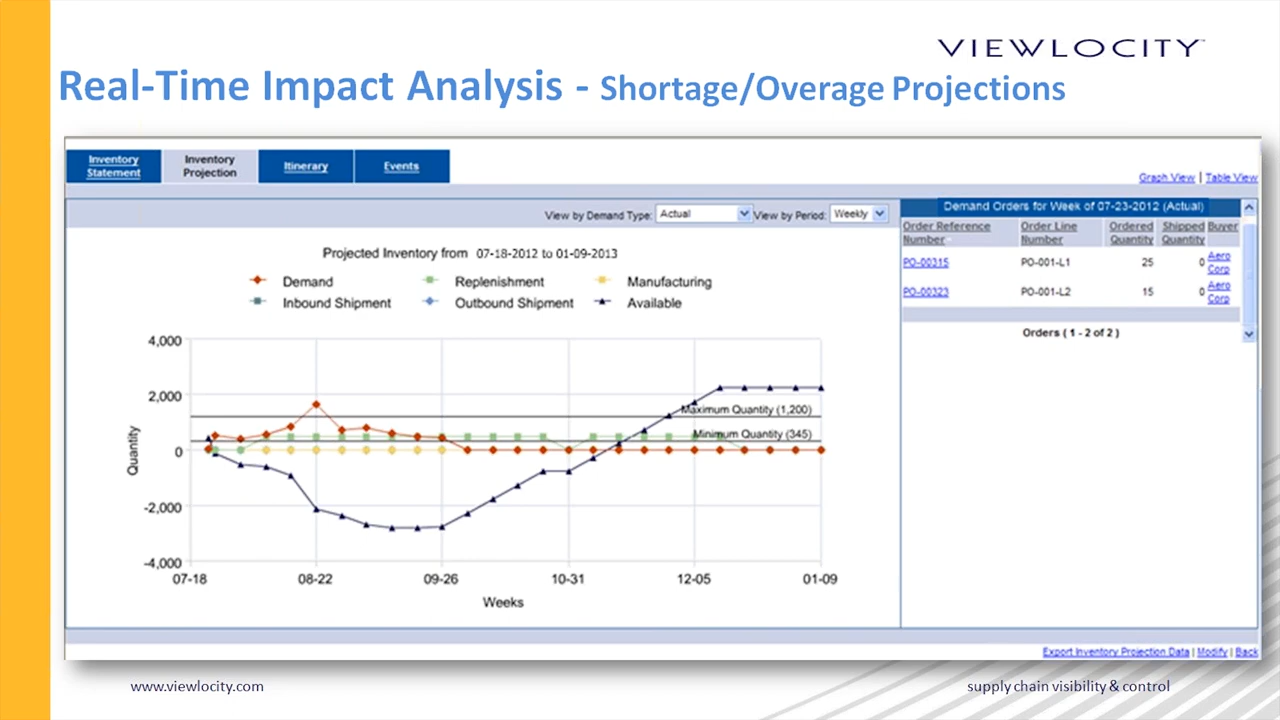 VIEWLOCITY™
Real-Time Impact Analysis - Shortage/Overage Projections
Inventory Statement
Inventory Projection
Itinerary
Events
Graph View | Table View
View by Demand Type: Actual
View by Period: Weekly
Demand Orders for Week of 07-23-2012 (Actual)
Order Reference Number
Order Line Number
Ordered Quantity
Shipped Quantity
Buyer
PO-00315 PO-001-L1 25 0 Aero Corp
PO-00323 PO-001-L2 15 0 Aero Corp
Orders ( 1 - 2 of 2 )
Projected Inventory from 07-18-2012 to 01-09-2013
Demand Replenishment Manufacturing
Inbound Shipment Outbound Shipment Available
4,000
2,000
0
-2,000
-4,000
Quantity
Maximum Quantity (1,200)
Minimum Quantity (345)
07-18 08-22 09-26 10-31 12-05 01-09
Weeks
Export Inventory Projection Data | Modify | Back
www.viewlocity.com
supply chain visibility & control